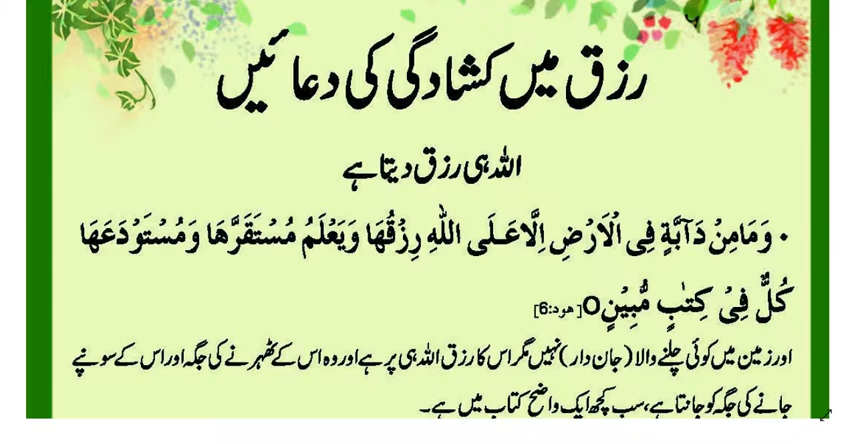 رزق میں کشادگی کی دعائیں
اللہ ہی رزق دیتا ہے
• وَمَا مِنْ دَآبَّةٍ فِى الْاَرْضِ اِلَّا عَلَى اللّٰهِ رِزْقُهَا وَيَعْلَمُ مُسْتَقَرَّهَا وَمُسْتَوْدَعَهَا
كُلٌّ فِىْ كِتٰبٍ مُّبِيْنٍO[هود:6]
اور زمین میں کوئی چلنے والا (جان دار) نہیں مگر اس کا رزق اللہ ہی پر ہے اور وہ اس کے ٹھہرنے کی جگہ اور اس کے سونپے
جانے کی جگہ کو جانتا ہے، سب کچھ ایک واضح کتاب میں ہے۔